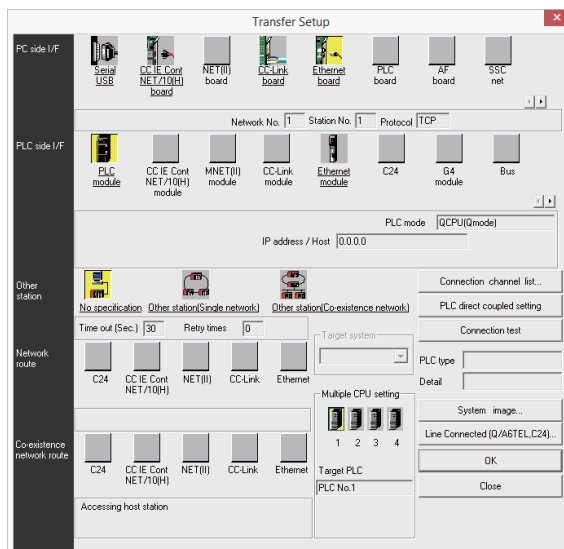 Transfer Setup
PC side I/F
Serial USB
CC IE Cont NET/10(H) board
NET(II) board
CC-Link board
Ethernet board
PLC board
AF board
SSC net
Network No. 1 Station No. 1 Protocol TCP
PLC side I/F
PLC module
CC IE Cont NET/10(H) module
MNET(II) module
CC-Link module
Ethernet module
C24
G4 module
Bus
PLC mode QCPU(Qmode)
IP address / Host 0.0.0.0
Other station
No specification
Other station(Single network)
Other station(Co-existence network)
Time out (Sec.) 30 Retry times 0
Target system
Connection channel list...
PLC direct coupled setting
Connection test
PLC type
Detail
Network route
C24
CC IE Cont NET/10(H)
NET(II)
CC-Link
Ethernet
Multiple CPU setting
1 2 3 4
Target PLC
PLC No.1
System image...
Line Connected (Q/A6TEL,C24)...
OK
Close
Co-existence network route
C24
CC IE Cont NET/10(H)
NET(II)
CC-Link
Ethernet
Accessing host station